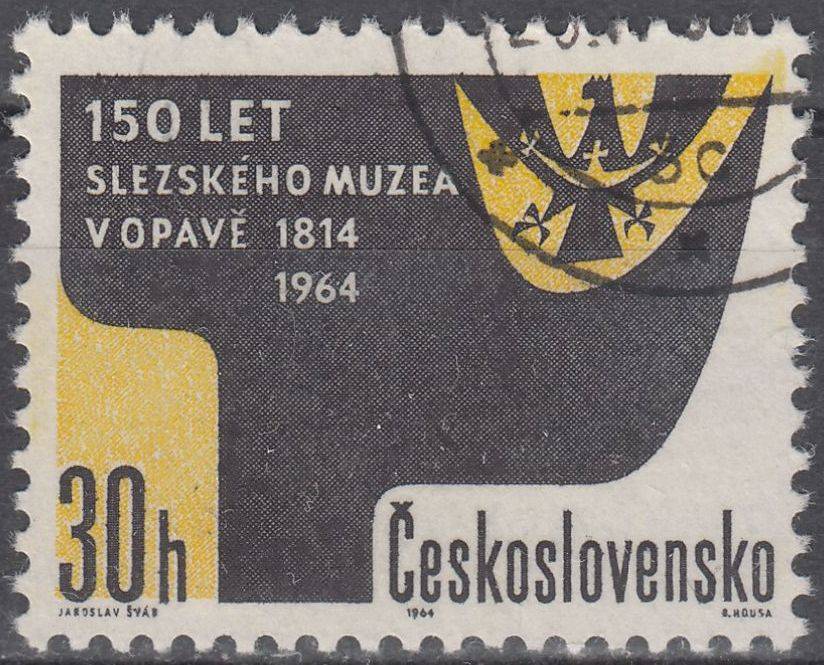 150 LET
SLEZSKÉHO MUZEA
V OPAVĚ 1814
1964
30h
Československo
JAROSLAV ŠVÁB
1964
B. HOUSA